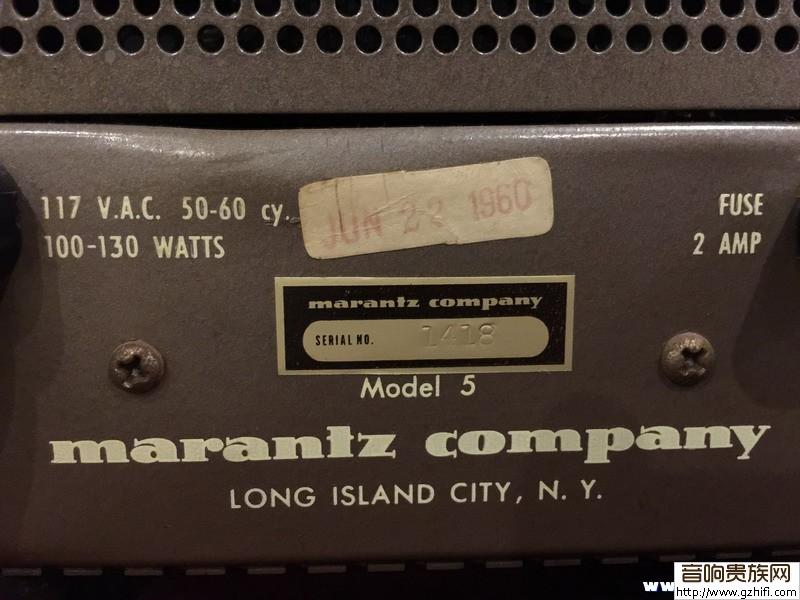 117 V.A.C. 50-60 cy.
100-130 WATTS
JUN 22 1960
FUSE
2 AMP
marantz company
SERIAL NO. 1418
Model 5
marantz company
LONG ISLAND CITY, N. Y.
音响贵族网
http://www.gzhifi.com